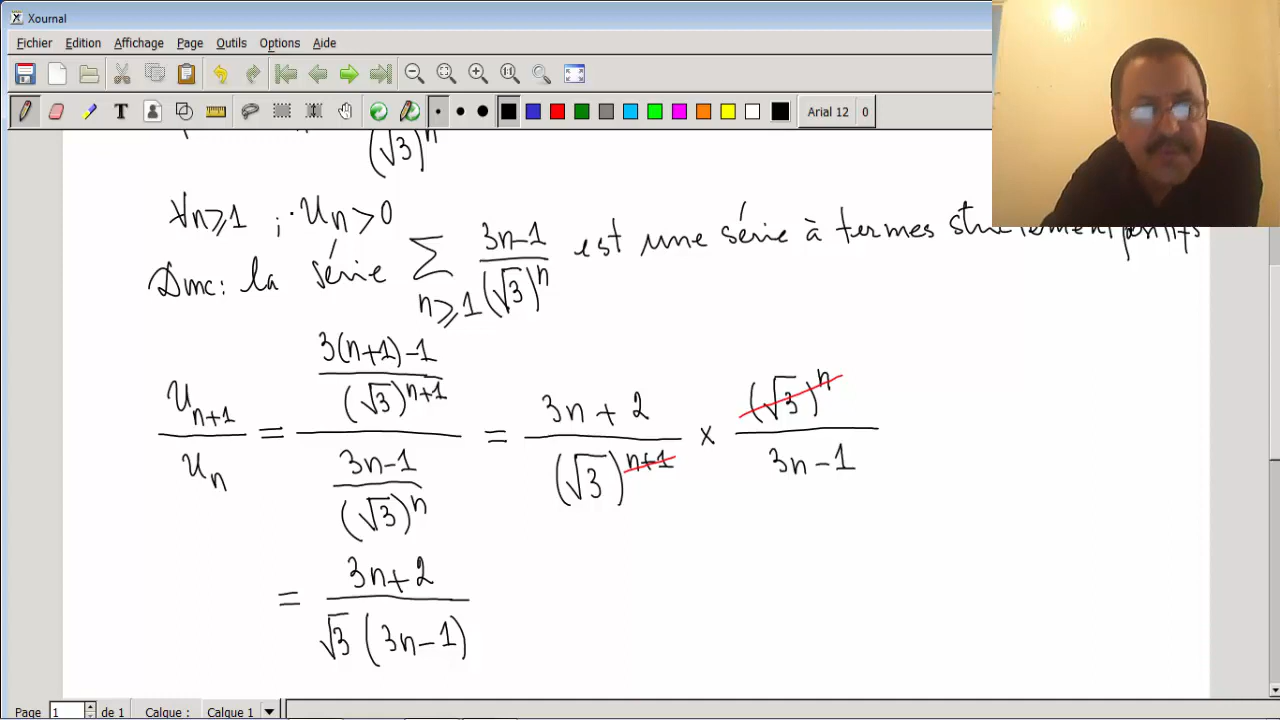 Xournal
Fichier Edition Affichage Page Outils Options Aide
Arial 12 0
(√3)^n
∀n⩾1 ; Un > 0
Donc: la série ∑_{n⩾1} (3n-1)/(√3)^n est une série à termes strictement positifs
U_{n+1}/U_n = ((3(n+1)-1)/(√3)^{n+1})/((3n-1)/(√3)^n) = (3n+2)/(√3)^{n+1} × (√3)^n/(3n-1)
= (3n+2)/(√3(3n-1))
Page 1 de 1 Calque : Calque 1